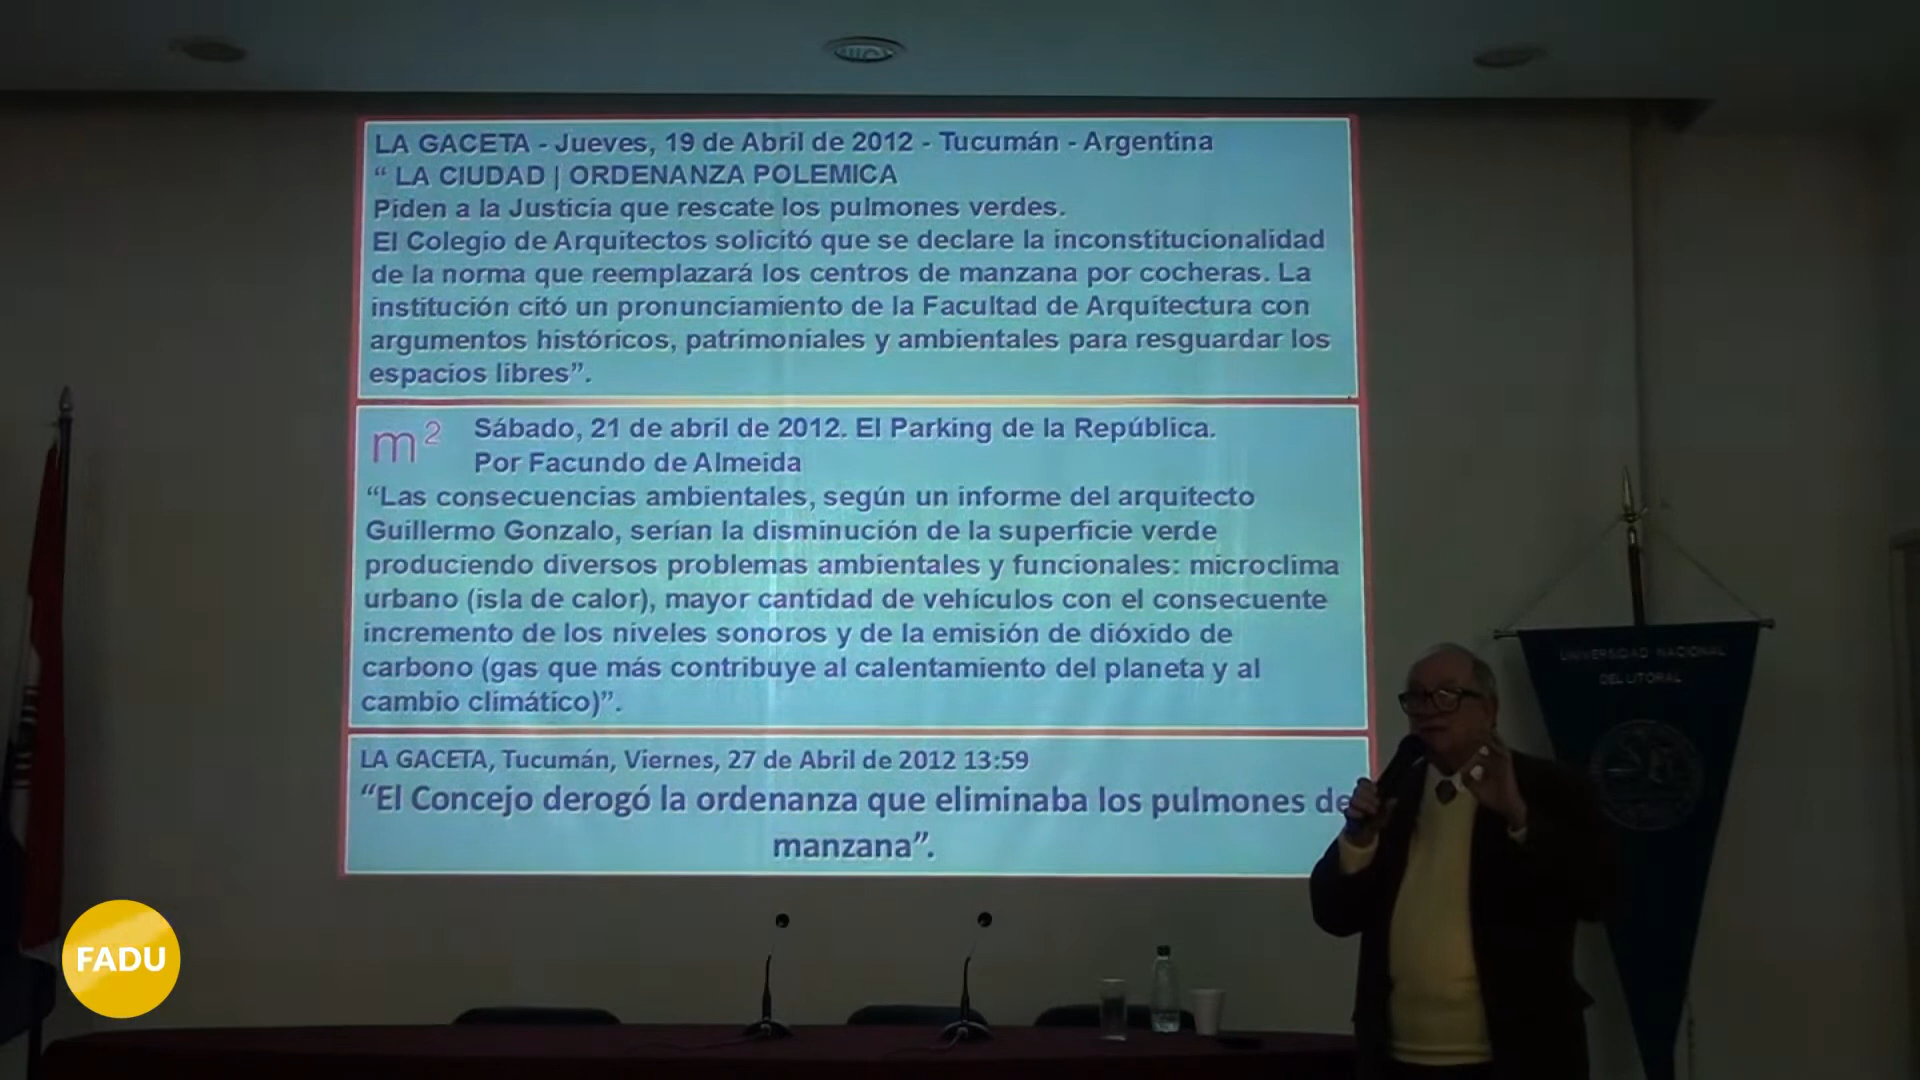 LA GACETA - Jueves, 19 de Abril de 2012 - Tucumán - Argentina
“ LA CIUDAD | ORDENANZA POLEMICA
Piden a la Justicia que rescate los pulmones verdes.
El Colegio de Arquitectos solicitó que se declare la inconstitucionalidad
de la norma que reemplazará los centros de manzana por cocheras. La
institución citó un pronunciamiento de la Facultad de Arquitectura con
argumentos históricos, patrimoniales y ambientales para resguardar los
espacios libres”.
m²
Sábado, 21 de abril de 2012. El Parking de la República.
Por Facundo de Almeida
“Las consecuencias ambientales, según un informe del arquitecto
Guillermo Gonzalo, serían la disminución de la superficie verde
produciendo diversos problemas ambientales y funcionales: microclima
urbano (isla de calor), mayor cantidad de vehículos con el consecuente
incremento de los niveles sonoros y de la emisión de dióxido de
carbono (gas que más contribuye al calentamiento del planeta y al
cambio climático)”.
LA GACETA, Tucumán, Viernes, 27 de Abril de 2012 13:59
“El Concejo derogó la ordenanza que eliminaba los pulmones de
manzana”.
UNIVERSIDAD NACIONAL
DEL LITORAL
FADU